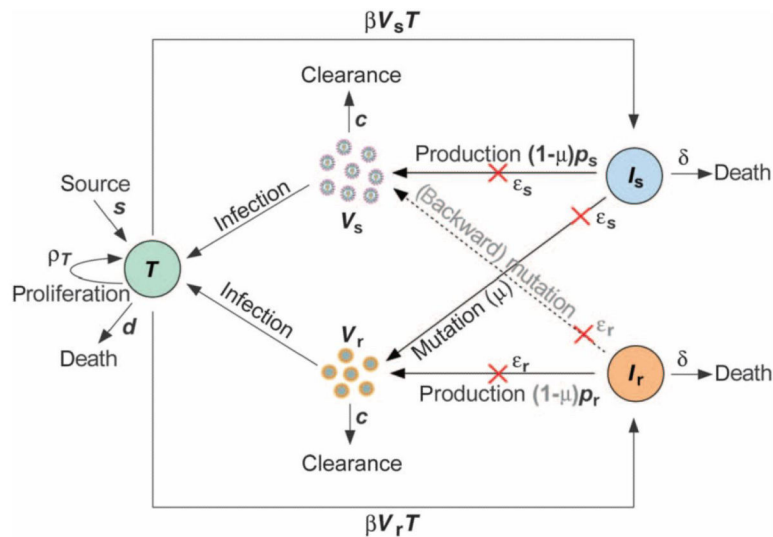 βVsT
Clearance
c
Production (1-μ)ps
Is
δ
Death
εs
Source
s
Infection
Vs
εs
(Backward) mutation
ρT
T
Proliferation
d
Death
Infection
Mutation (μ)
εr
Vr
εr
Ir
δ
Death
Production (1-μ)pr
c
Clearance
βVrT